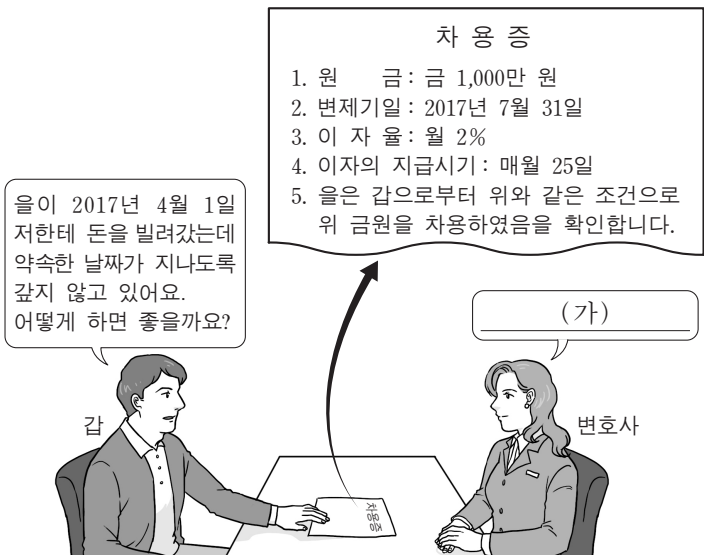 차 용 증
1. 원 금 : 금 1,000만 원
2. 변제기일 : 2017년 7월 31일
3. 이 자 율 : 월 2%
4. 이자의 지급시기 : 매월 25일
5. 을은 갑으로부터 위와 같은 조건으로
위 금원을 차용하였음을 확인합니다.
을이 2017년 4월 1일
저한테 돈을 빌려갔는데
약속한 날짜가 지나도록
갚지 않고 있어요.
어떻게 하면 좋을까요?
(가)
갑
변호사
차용증